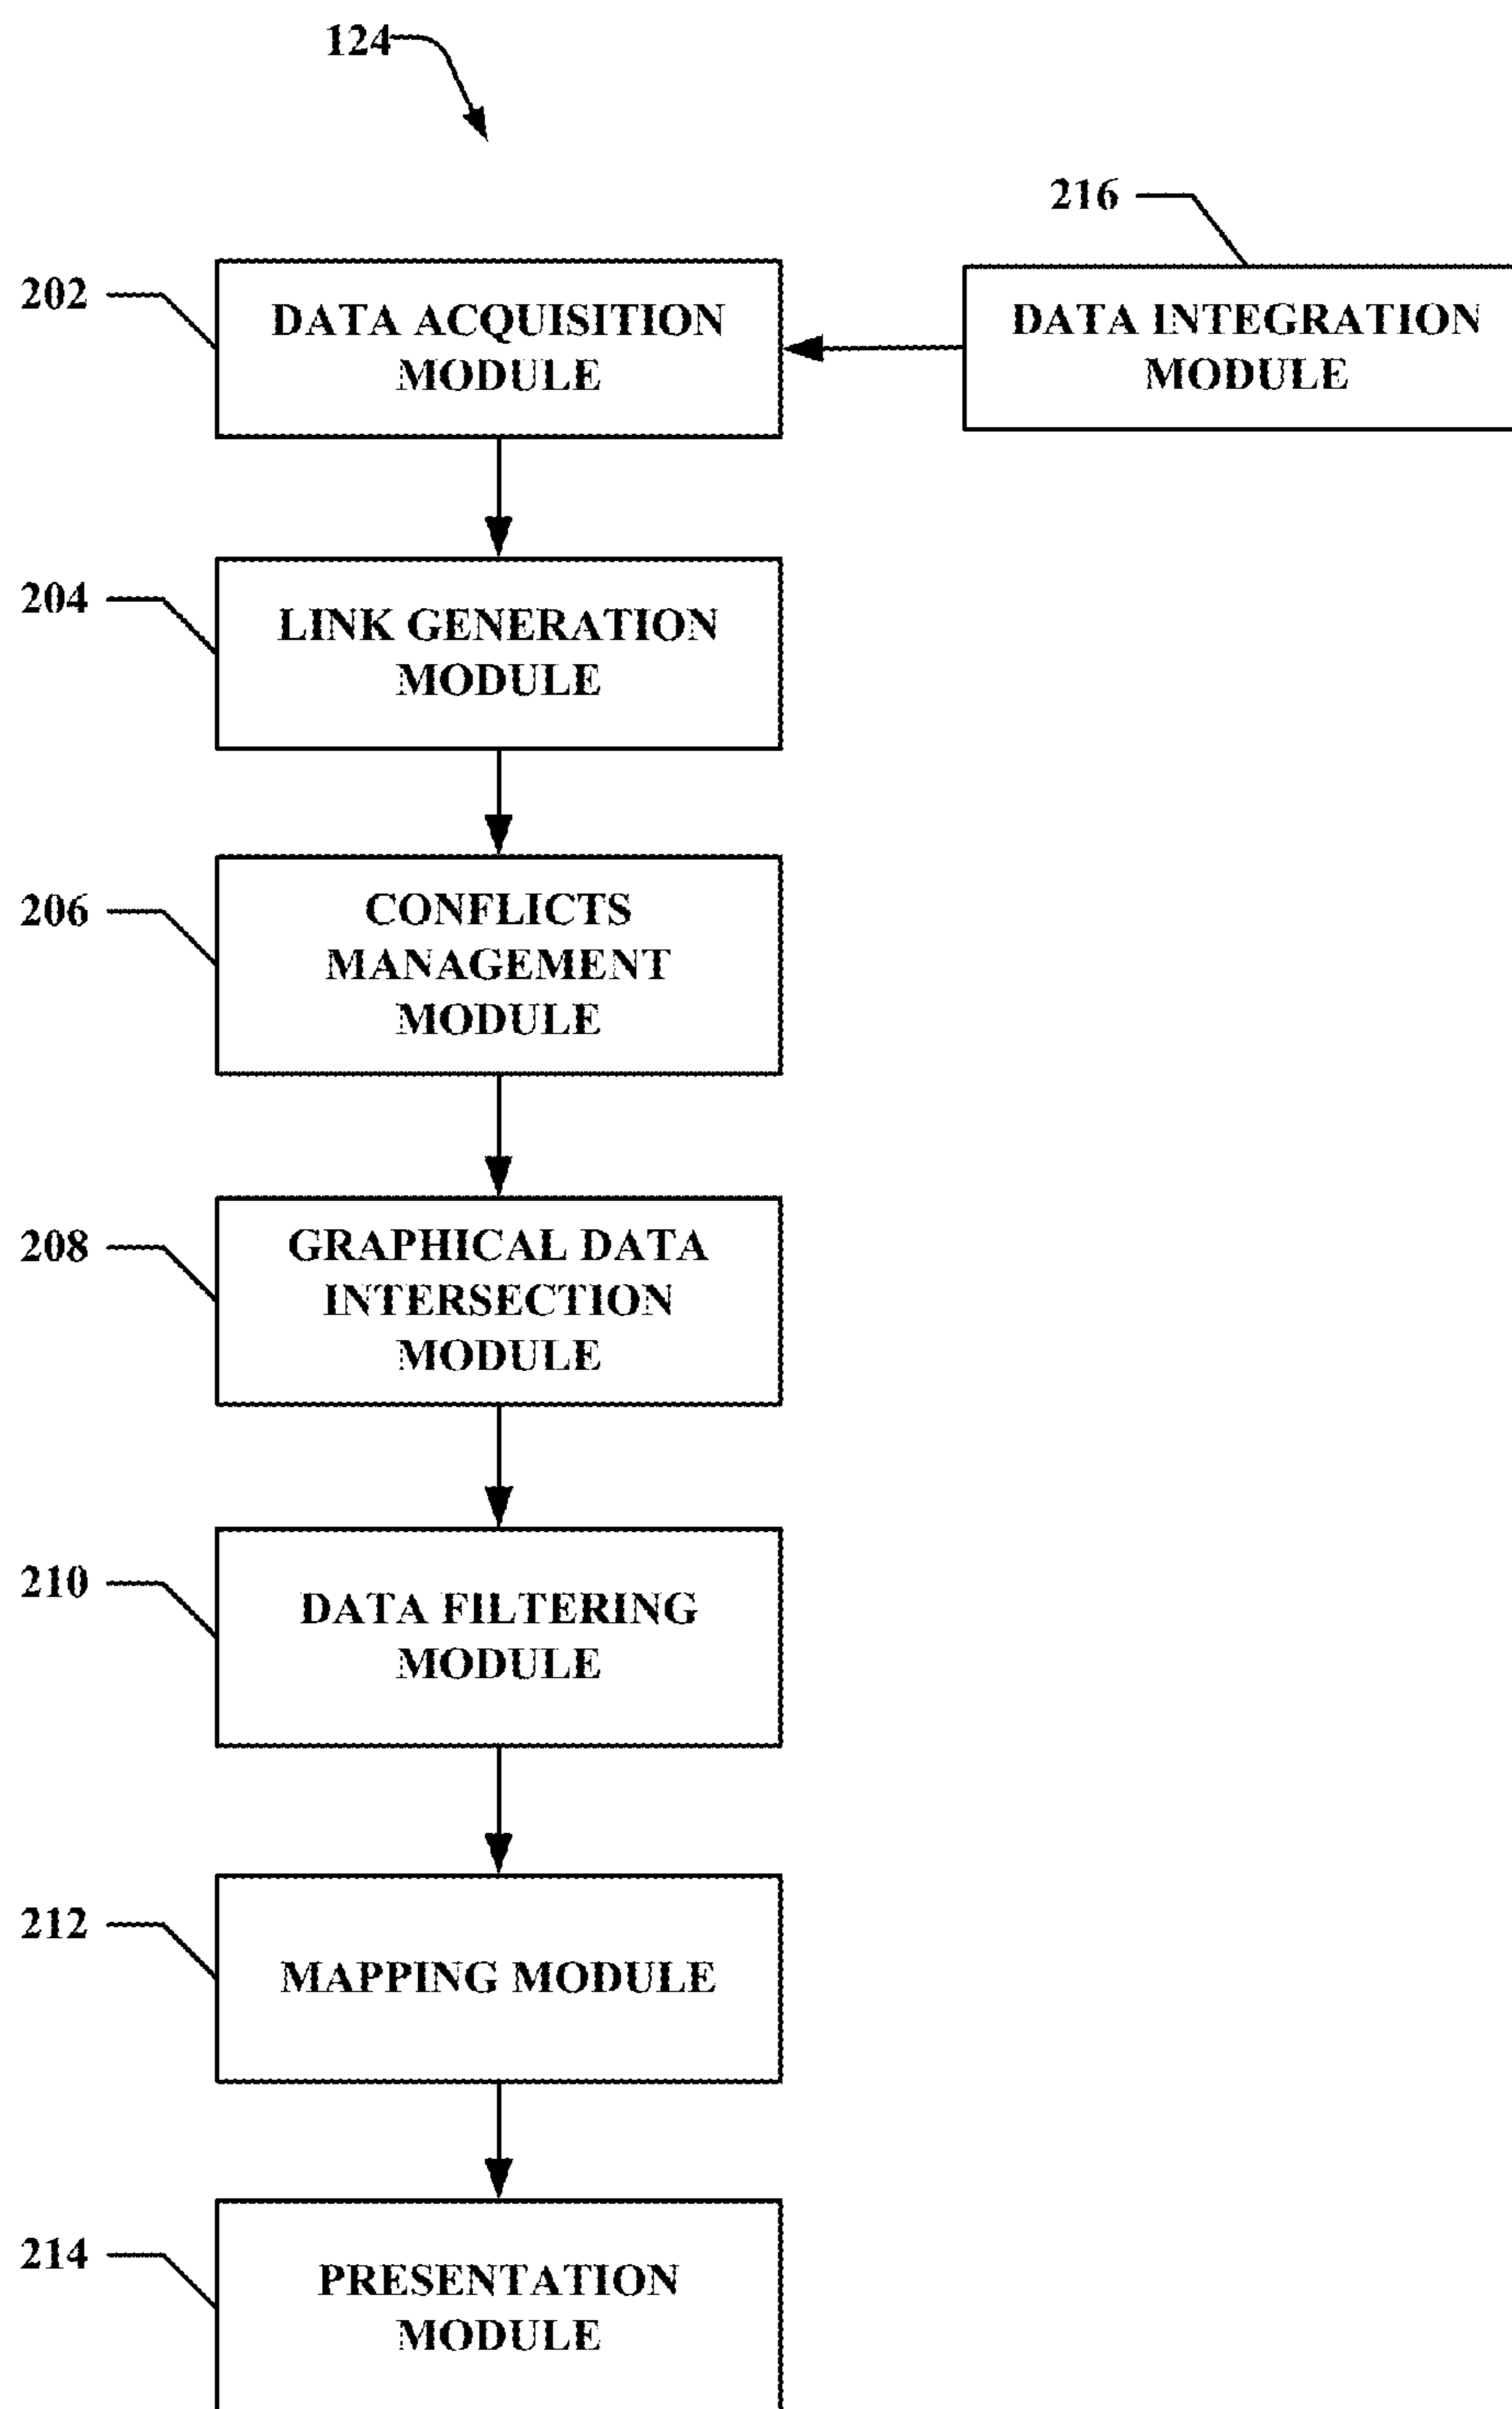 124
216
202
DATA ACQUISITION
MODULE
DATA INTEGRATION
MODULE
204
LINK GENERATION
MODULE
206
CONFLICTS
MANAGEMENT
MODULE
208
GRAPHICAL DATA
INTERSECTION
MODULE
210
DATA FILTERING
MODULE
212
MAPPING MODULE
214
PRESENTATION
MODULE